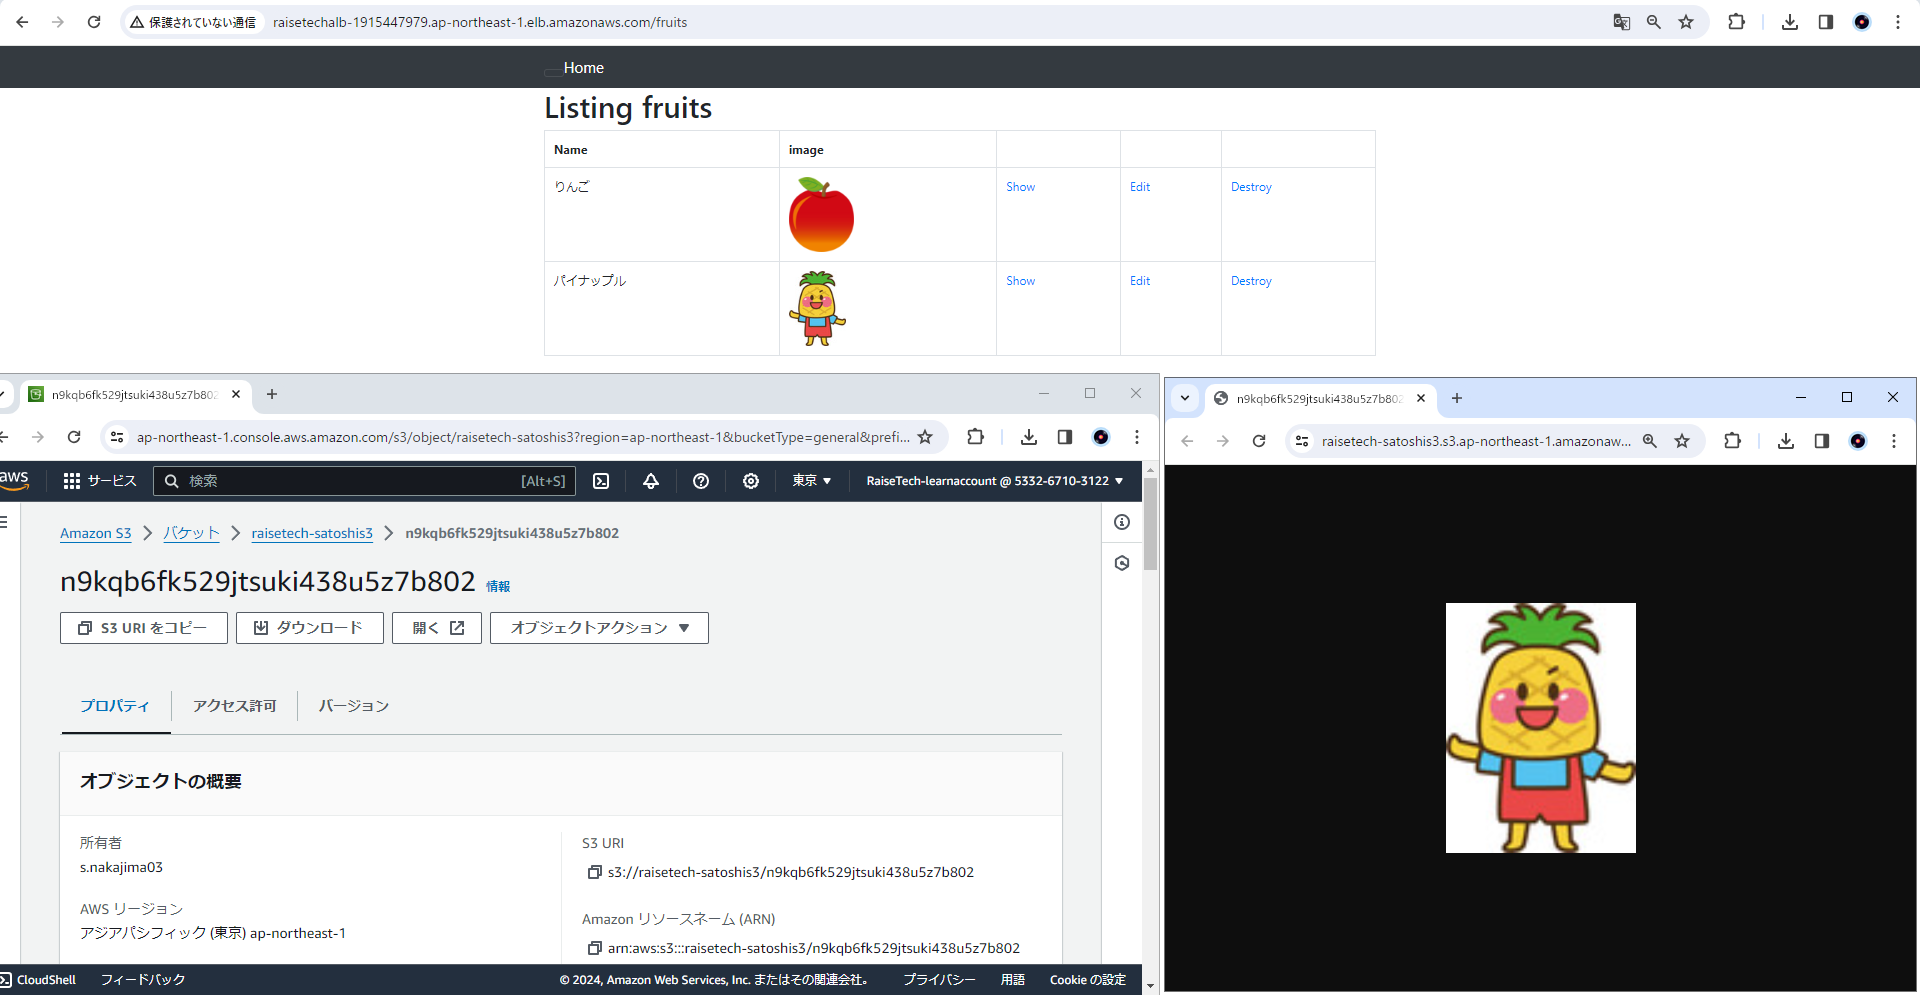 保護されていない通信 raisetechalb-1915447979.ap-northeast-1.elb.amazonaws.com/fruits
Home
Listing fruits
Name image
りんご Show Edit Destroy
パイナップル Show Edit Destroy
n9kqb6fk529jtsuki438u5z7b802
ap-northeast-1.console.aws.amazon.com/s3/object/raisetech-satoshis3?region=ap-northeast-1&bucketType=general&prefi...
aws サービス 検索 [Alt+S] 東京 RaiseTech-learnaccount @ 5332-6710-3122
Amazon S3 バケット raisetech-satoshis3 n9kqb6fk529jtsuki438u5z7b802
n9kqb6fk529jtsuki438u5z7b802 情報
S3 URI をコピー ダウンロード 開く オブジェクトアクション
プロパティ アクセス許可 バージョン
オブジェクトの概要
所有者
s.nakajima03
AWS リージョン
アジアパシフィック (東京) ap-northeast-1
S3 URI
s3://raisetech-satoshis3/n9kqb6fk529jtsuki438u5z7b802
Amazon リソースネーム (ARN)
arn:aws:s3:::raisetech-satoshis3/n9kqb6fk529jtsuki438u5z7b802
CloudShell フィードバック © 2024, Amazon Web Services, Inc. またはその関連会社。 プライバシー 用語 Cookie の設定
n9kqb6fk529jtsuki438u5z7b802
raisetech-satoshis3.s3.ap-northeast-1.amazonaw...